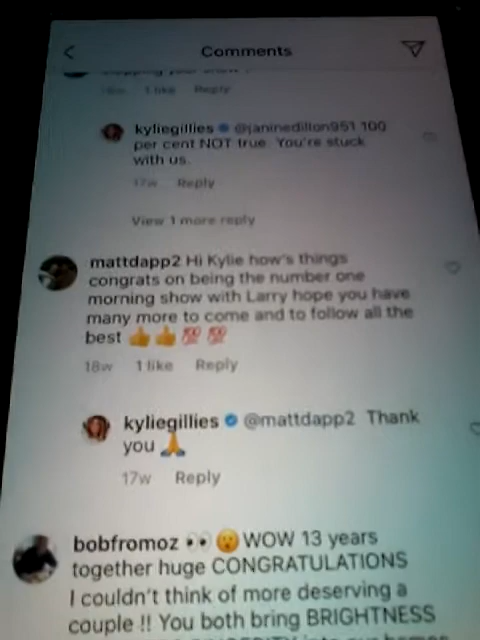 Comments
1 like Reply
kyliegillies @janinedillon951 100
per cent NOT true. You're stuck
with us.
17w Reply
View 1 more reply
mattdapp2 Hi Kylie how's things
congrats on being the number one
morning show with Larry hope you have
many more to come and to follow all the
best 👍👍💯💯
18w 1 like Reply
kyliegillies @mattdapp2 Thank
you 🙏
17w Reply
bobfromoz 👀😮WOW 13 years
together huge CONGRATULATIONS
I couldn't think of more deserving a
couple !! You both bring BRIGHTNESS